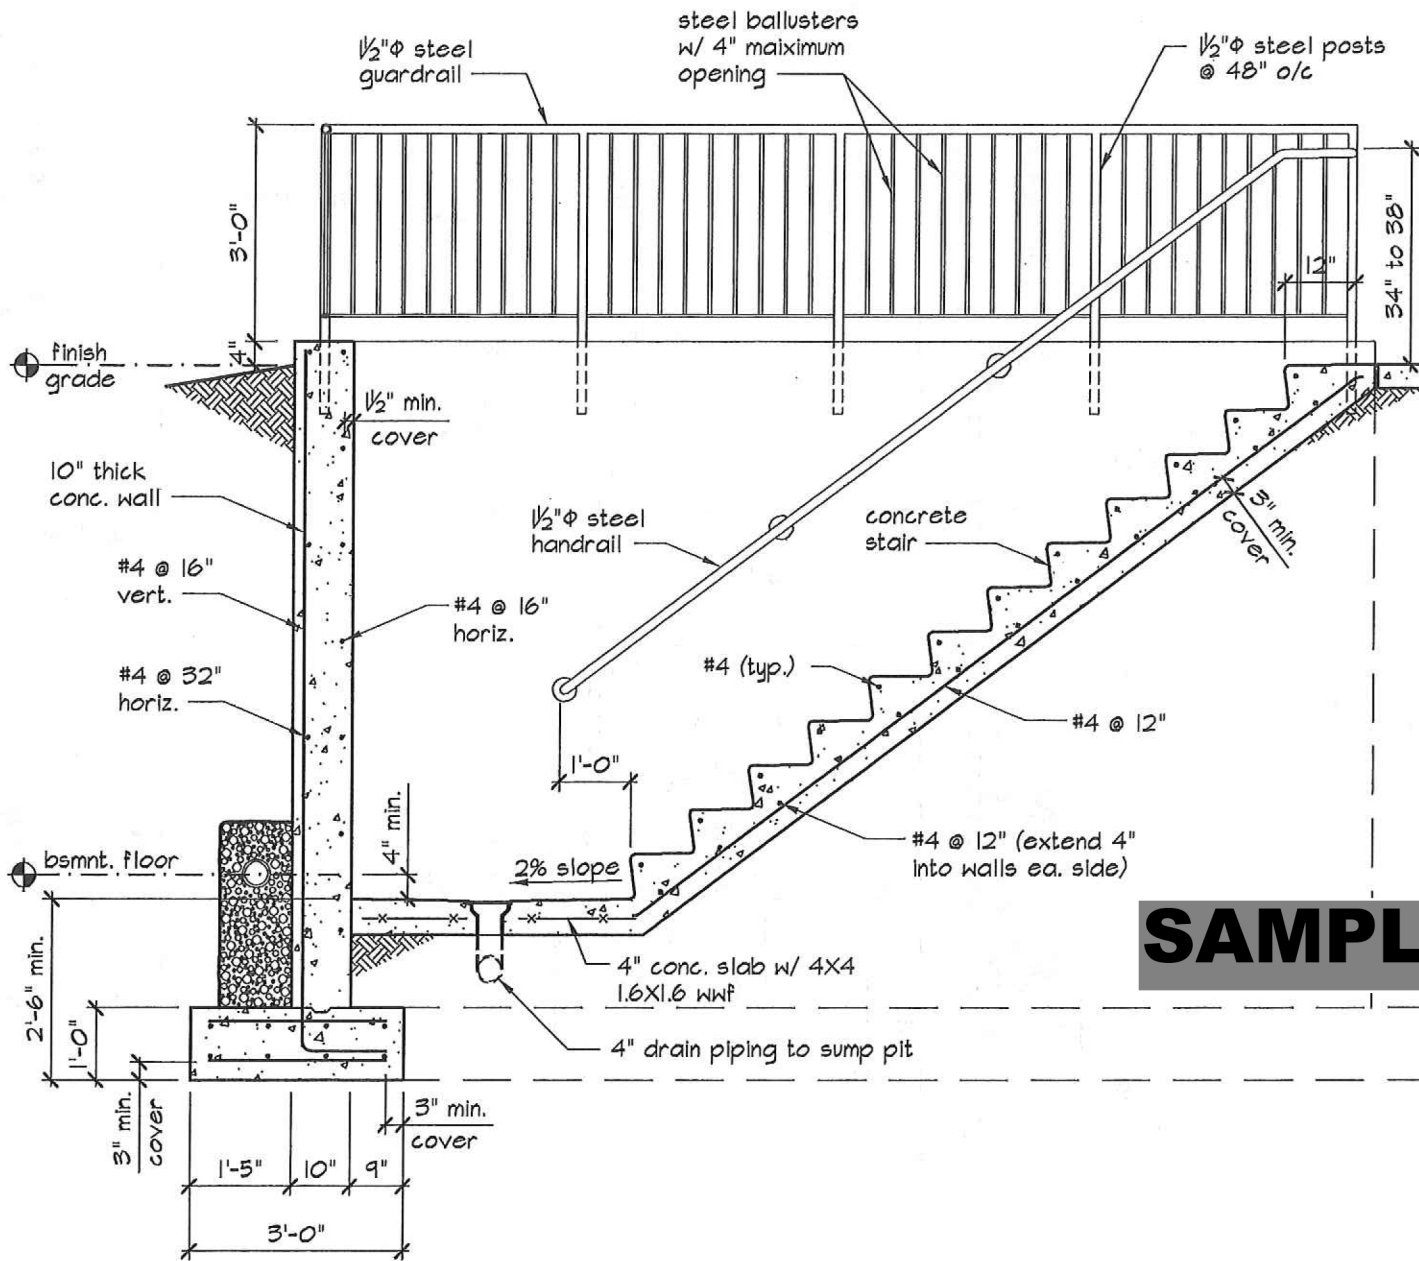 steel ballusters
w/ 4" maiximum
opening
1½"Φ steel
guardrail
1½"Φ steel posts
@ 48" o/c
3'-0"
34" to 38"
12"
4"
finish
grade
1½" min.
cover
10" thick
conc. wall
1½"Φ steel
handrail
concrete
stair
3" min.
cover
#4 @ 16"
vert.
#4 @ 16"
horiz.
#4 @ 32"
horiz.
#4 (typ.)
#4 @ 12"
1'-0"
4" min.
#4 @ 12" (extend 4"
into walls ea. side)
bsmnt. floor
2% slope
SAMPL
2'-6" min.
1'-0"
4" conc. slab w/ 4X4
1.6X1.6 wwf
4" drain piping to sump pit
3" min.
cover
3" min.
cover
1'-5"
10"
9"
3'-0"